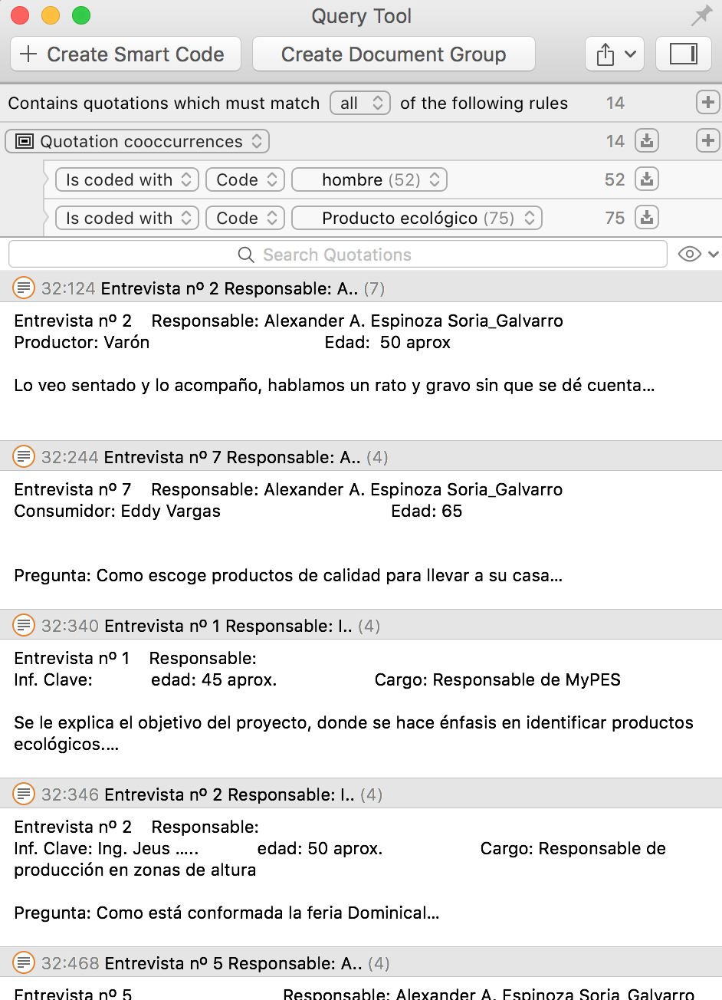 Query Tool
Create Smart Code Create Document Group
Contains quotations which must match all of the following rules 14
Quotation cooccurrences 14
Is coded with Code hombre (52) 52
Is coded with Code Producto ecológico (75) 75
Search Quotations
32:124 Entrevista nº 2 Responsable: A.. (7)
Entrevista nº 2 Responsable: Alexander A. Espinoza Soria_Galvarro
Productor: Varón Edad: 50 aprox
Lo veo sentado y lo acompaño, hablamos un rato y gravo sin que se dé cuenta...
32:244 Entrevista nº 7 Responsable: A.. (4)
Entrevista nº 7 Responsable: Alexander A. Espinoza Soria_Galvarro
Consumidor: Eddy Vargas Edad: 65
Pregunta: Como escoge productos de calidad para llevar a su casa...
32:340 Entrevista nº 1 Responsable: I.. (4)
Entrevista nº 1 Responsable:
Inf. Clave: edad: 45 aprox. Cargo: Responsable de MyPES
Se le explica el objetivo del proyecto, donde se hace énfasis en identificar productos
ecológicos....
32:346 Entrevista nº 2 Responsable: I.. (4)
Entrevista nº 2 Responsable:
Inf. Clave: Ing. Jeus ..... edad: 50 aprox. Cargo: Responsable de
producción en zonas de altura
Pregunta: Como está conformada la feria Dominical...
32:468 Entrevista nº 5 Responsable: A.. (4)
Entrevista nº 5 Responsable: Alexander A. Espinoza Soria_Galvarro